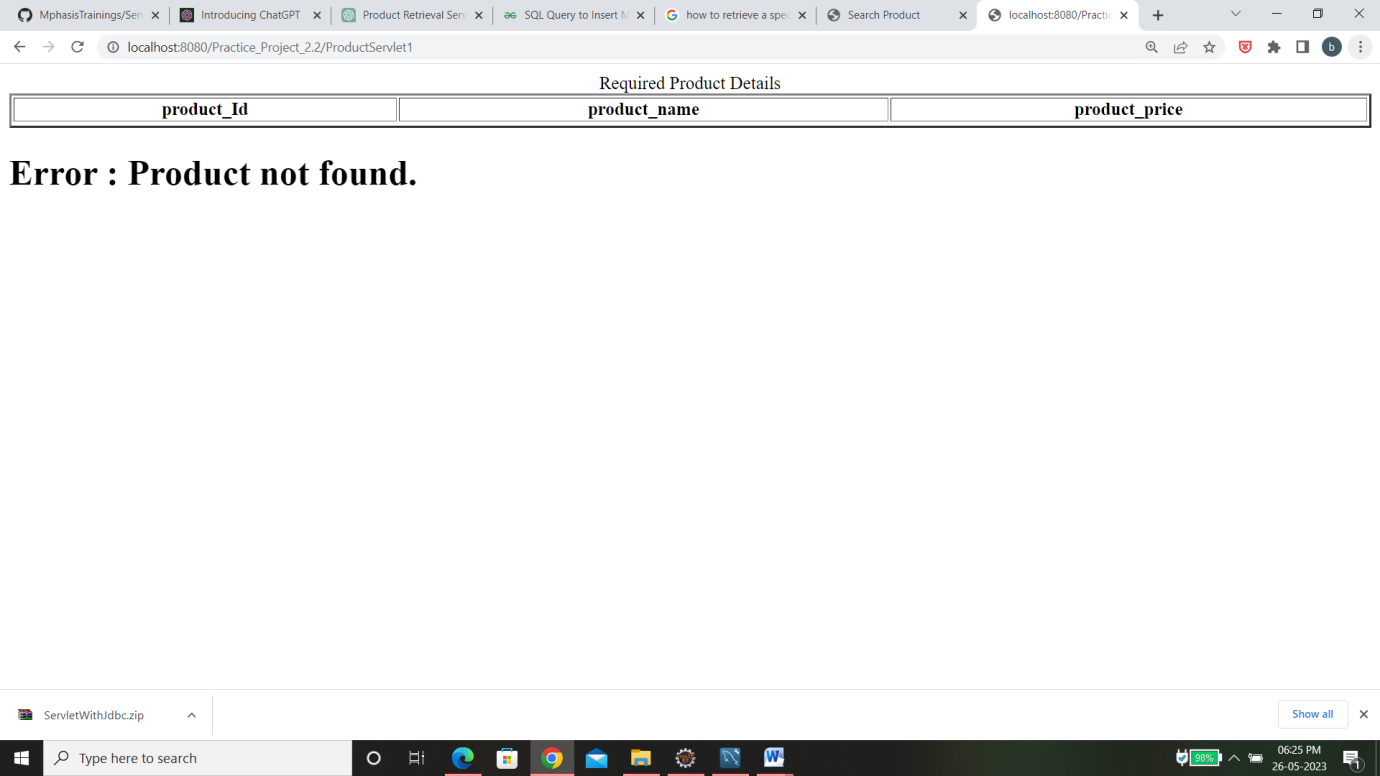 MphasisTrainings/Ser
Introducing ChatGPT
Product Retrieval Serv
SQL Query to Insert M
how to retrieve a spec
Search Product
localhost:8080/Practic
localhost:8080/Practice_Project_2.2/ProductServlet1
b
Required Product Details
product_Id product_name product_price
Error : Product not found.
ServletWithJdbc.zip
Show all
Type here to search
W
98%
06:25 PM
26-05-2023
1